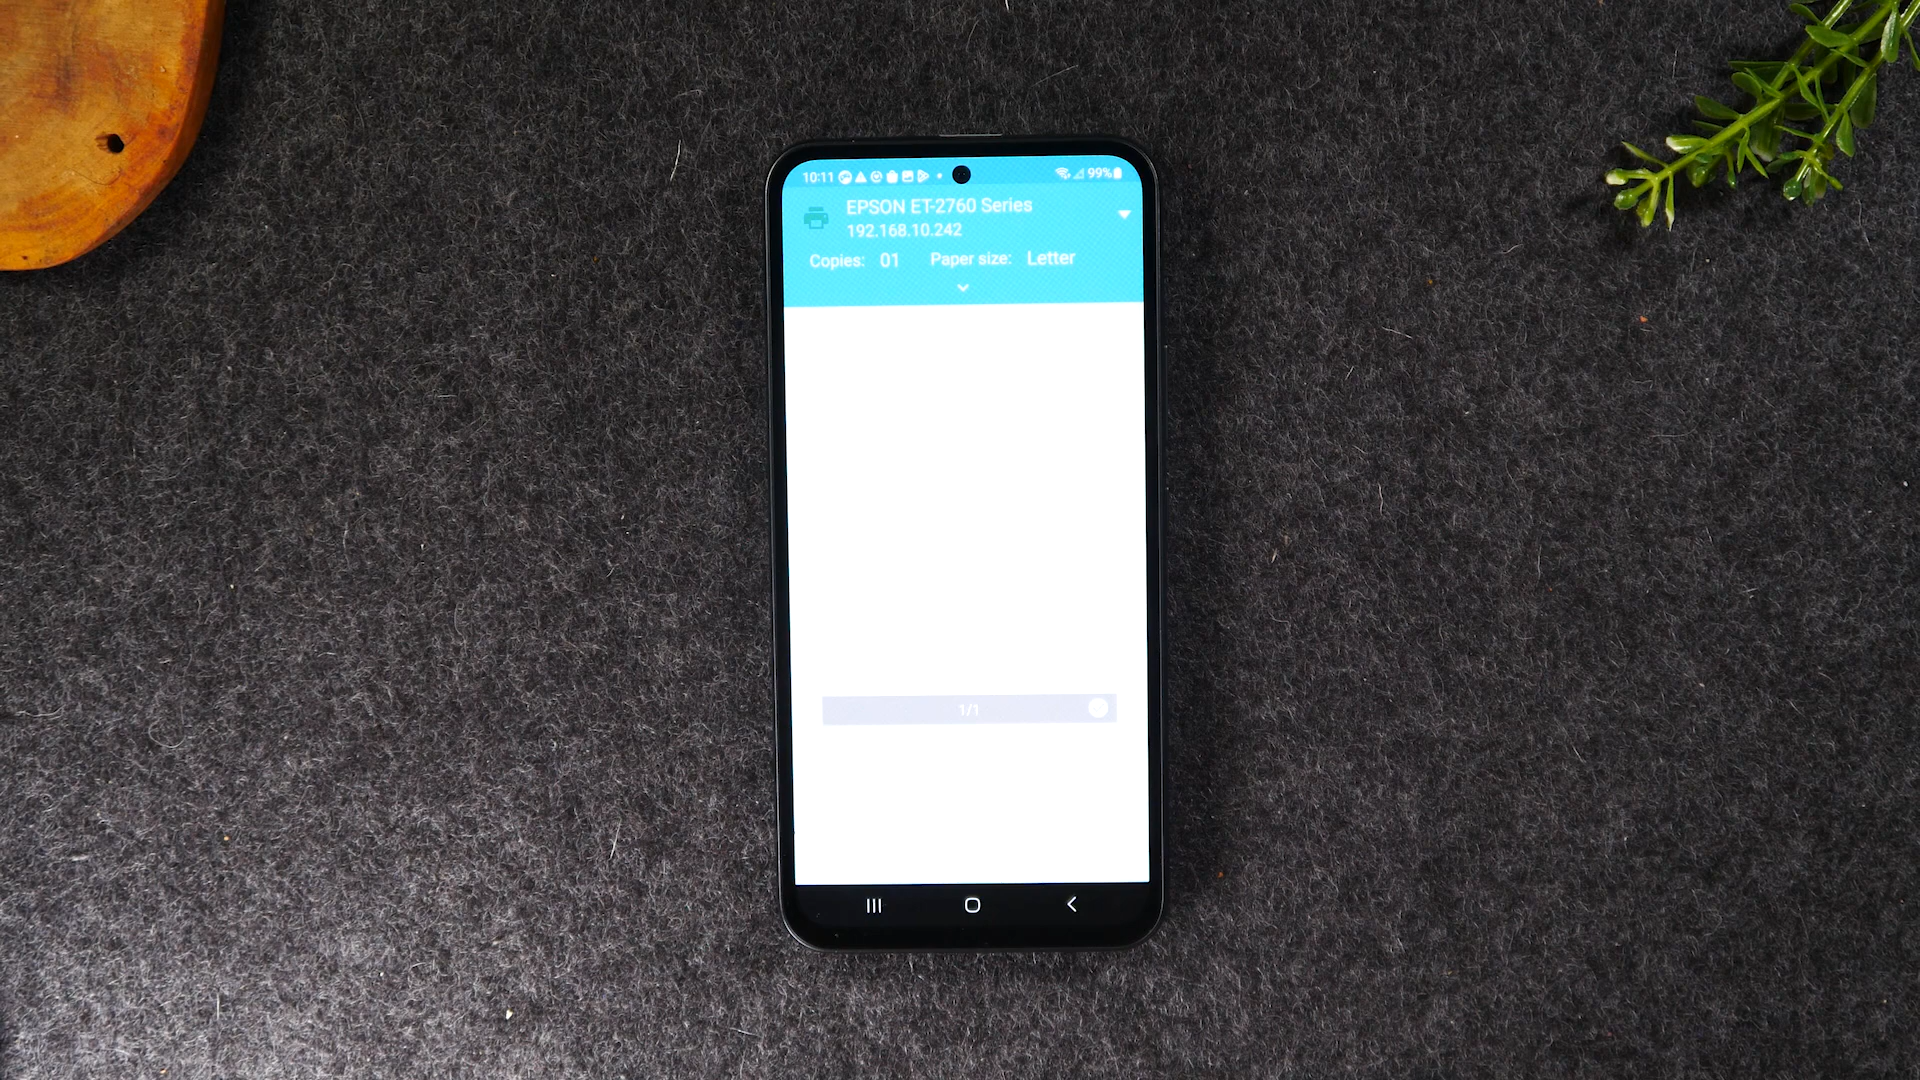 10:11 99%
EPSON ET-2760 Series
192.168.10.242
Copies: 01 Paper size: Letter
1/1